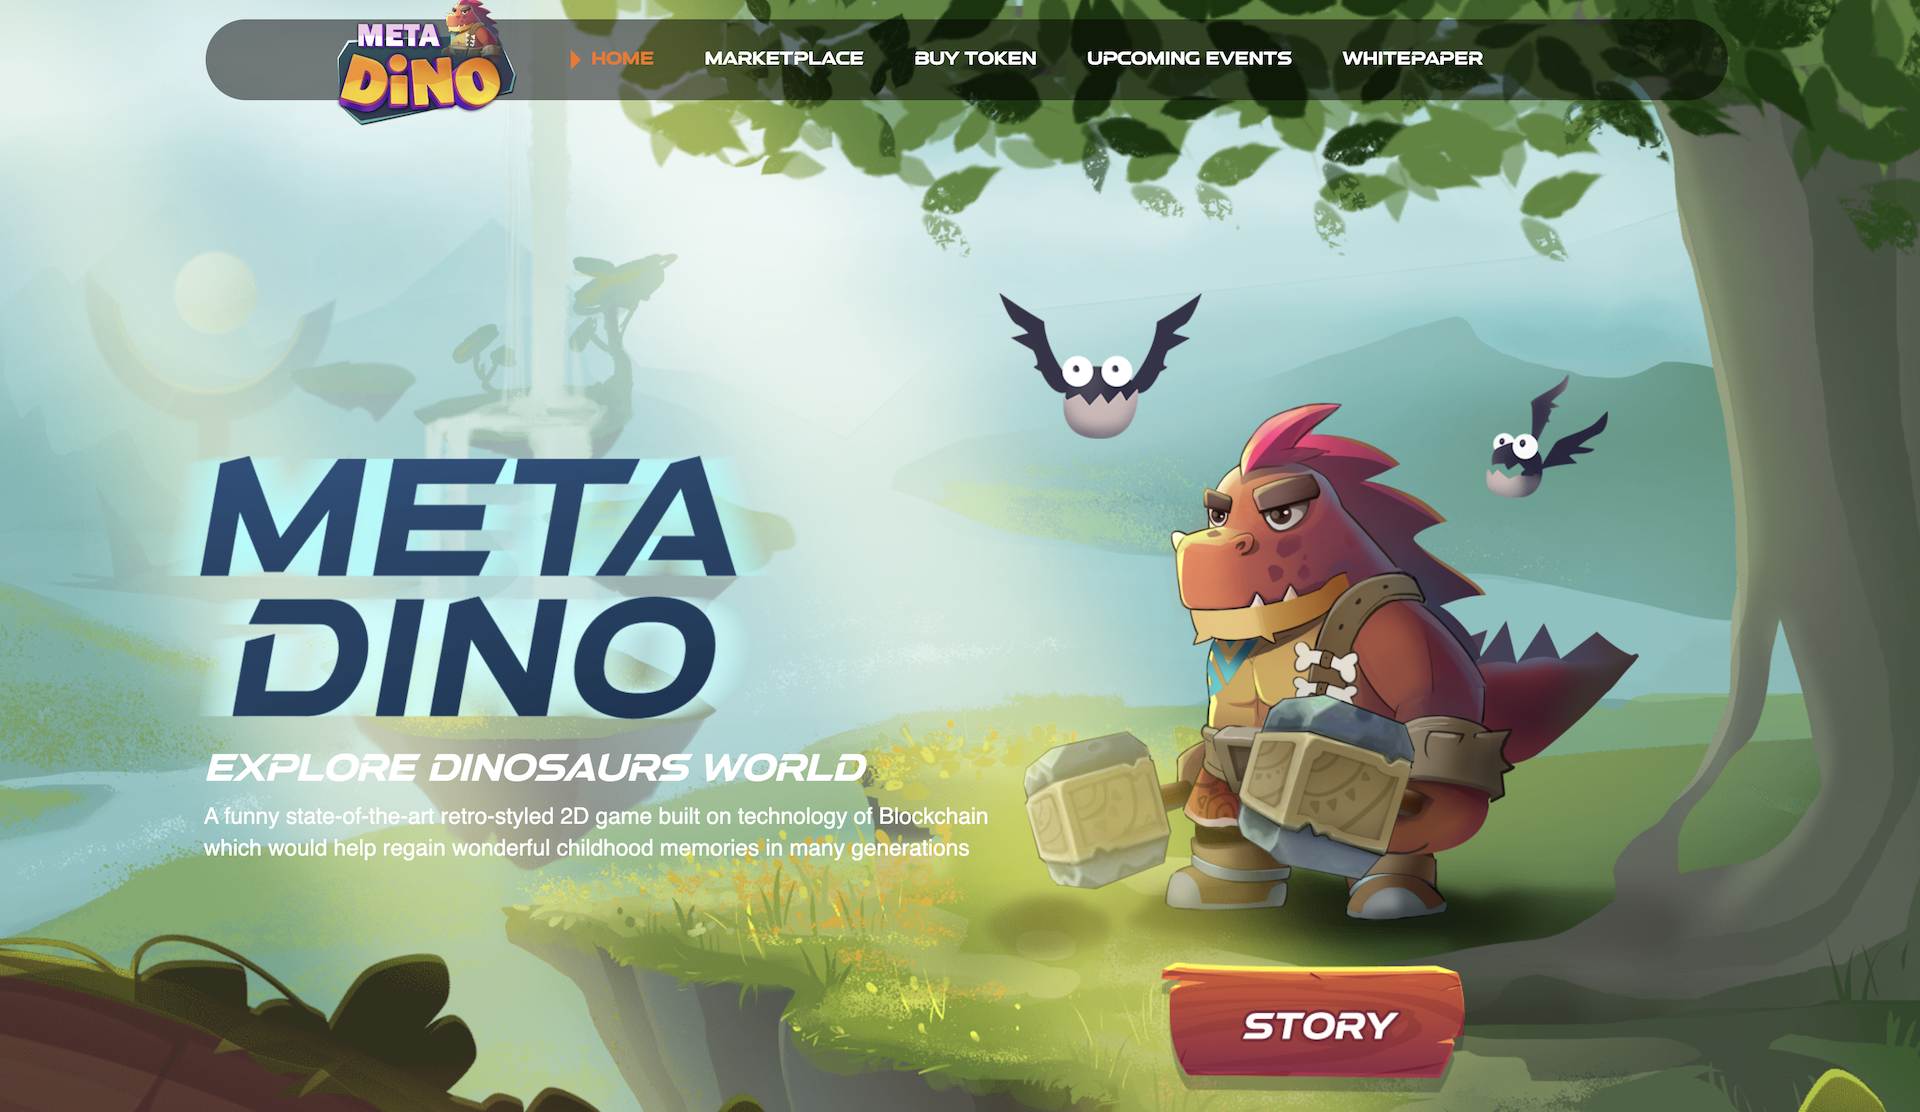 META
DiNO
HOME MARKETPLACE BUY TOKEN UPCOMING EVENTS WHITEPAPER
META
DINO
EXPLORE DINOSAURS WORLD
A funny state-of-the-art retro-styled 2D game built on technology of Blockchain
which would help regain wonderful childhood memories in many generations
STORY